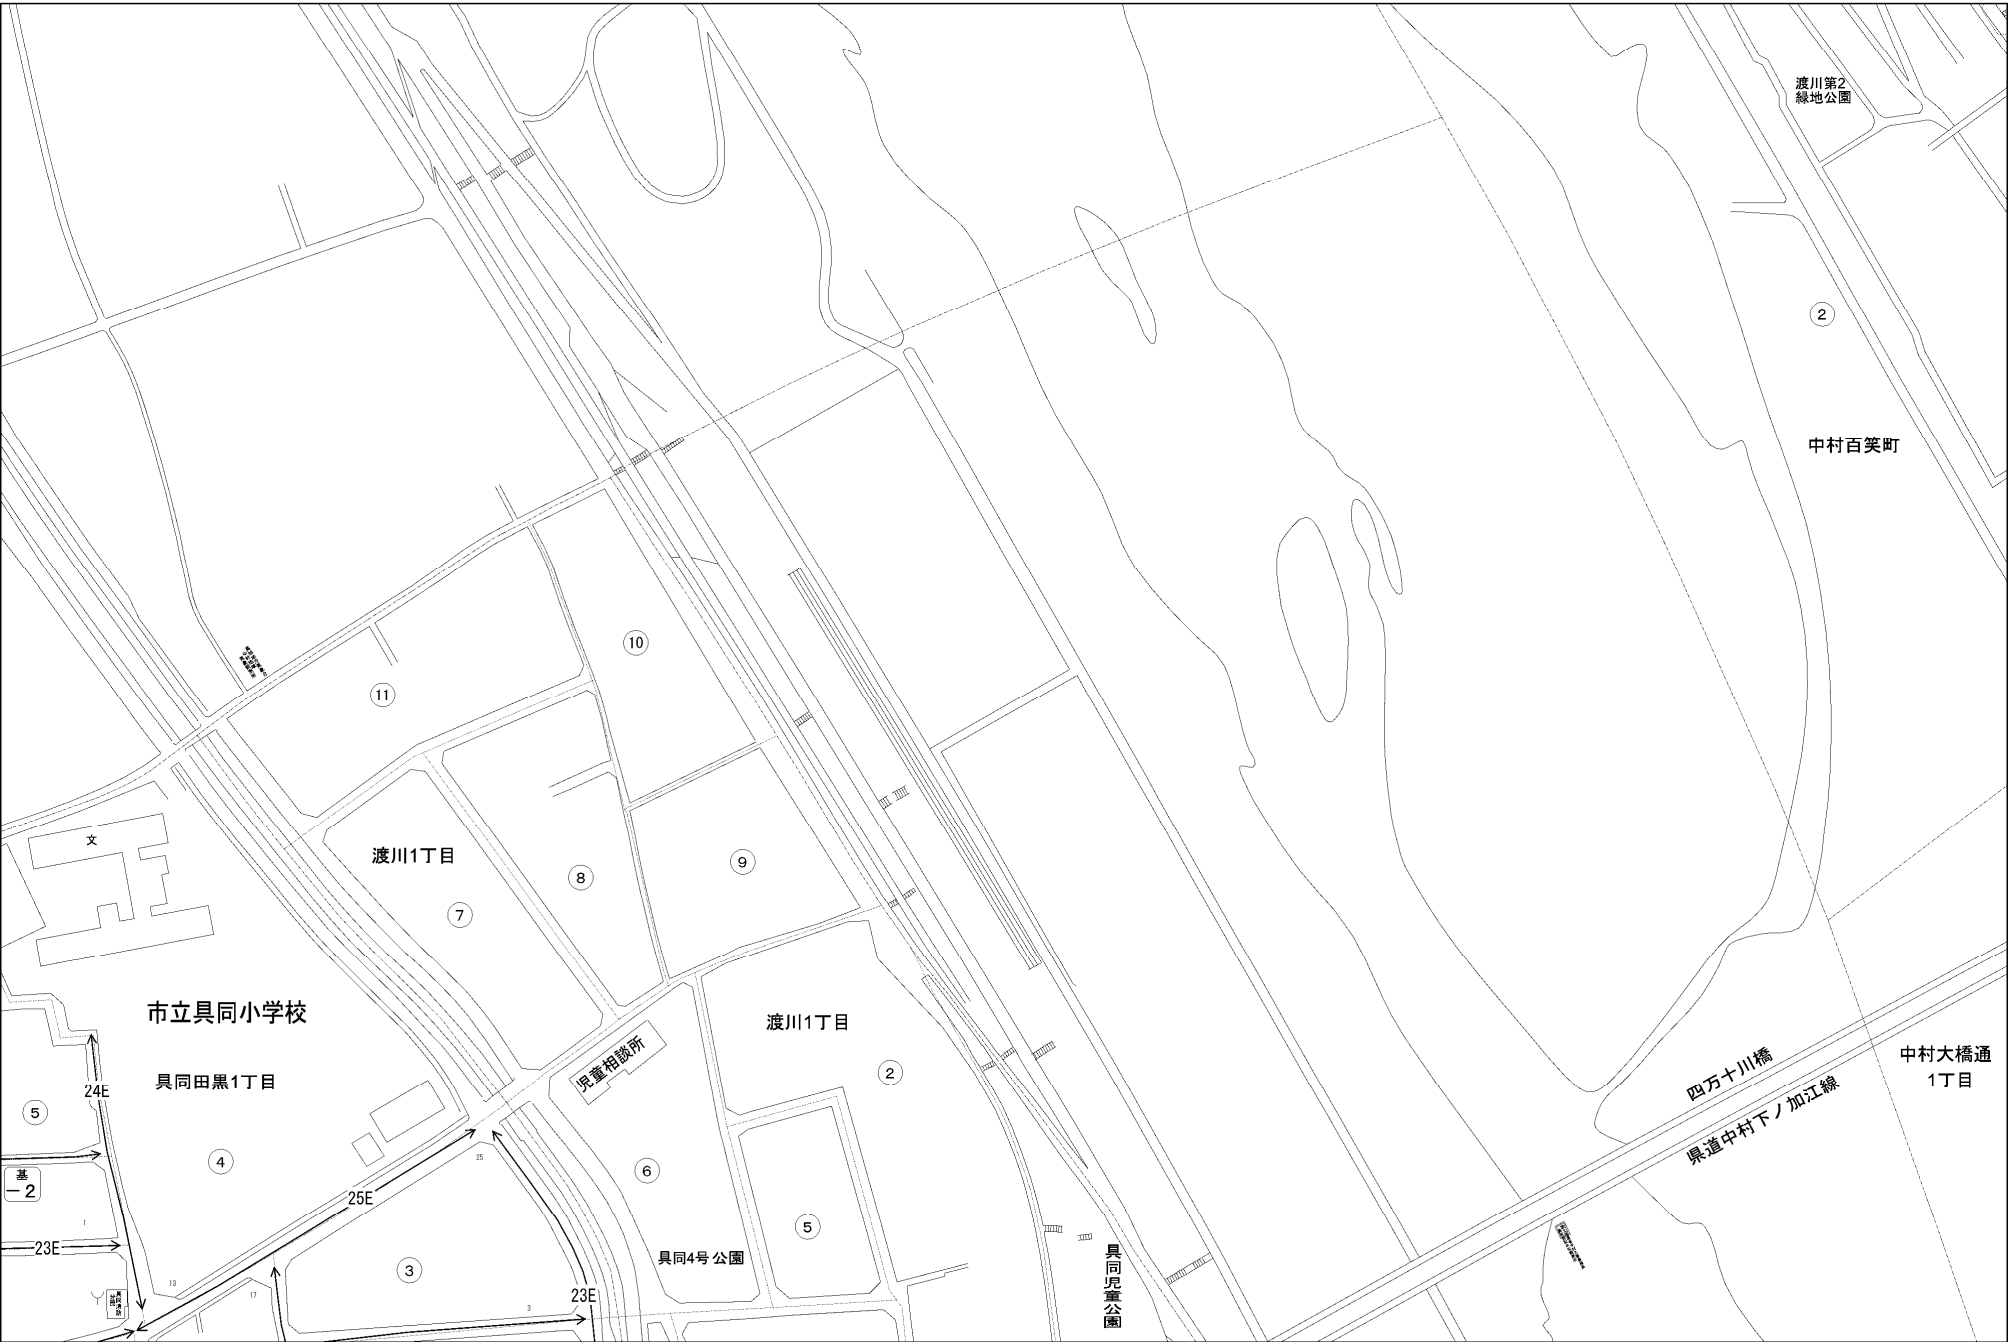 渡川第2
緑地公園
②
中村百笑町
⑩
⑪
文
渡川1丁目
⑧
⑨
⑦
市立具同小学校
渡川1丁目
児童相談所
②
四万十川橋
中村大橋通
1丁目
県道中村下ノ加江線
具同田黒1丁目
24E
⑤
④
25
⑥
基
-2
25E
1
⑤
23E
具同4号公園
③
具同児童公園
13
17
23E
3